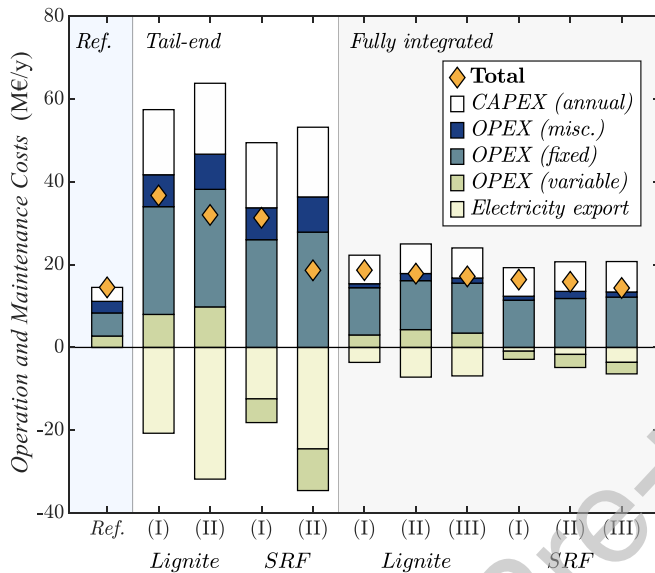 Operation and Maintenance Costs (M€/y)
80
60
40
20
0
-20
-40
Ref.
Tail-end
Fully integrated
Total
CAPEX (annual)
OPEX (misc.)
OPEX (fixed)
OPEX (variable)
Electricity export
Ref. (I) (II) (I) (II) (I) (II) (III) (I) (II) (III)
Lignite SRF Lignite SRF
re-